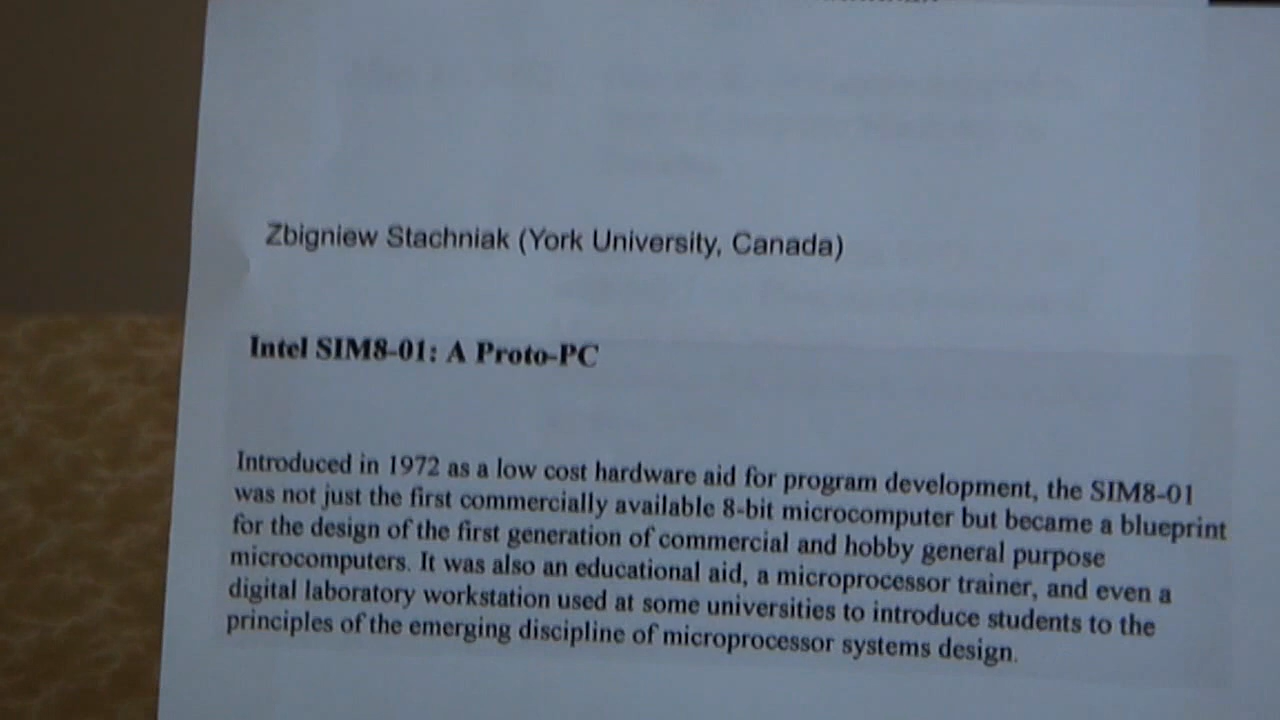 Zbigniew Stachniak (York University, Canada)
Intel SIM8-01: A Proto-PC
Introduced in 1972 as a low cost hardware aid for program development, the SIM8-01
was not just the first commercially available 8-bit microcomputer but became a blueprint
for the design of the first generation of commercial and hobby general purpose
microcomputers. It was also an educational aid, a microprocessor trainer, and even a
digital laboratory workstation used at some universities to introduce students to the
principles of the emerging discipline of microprocessor systems design.